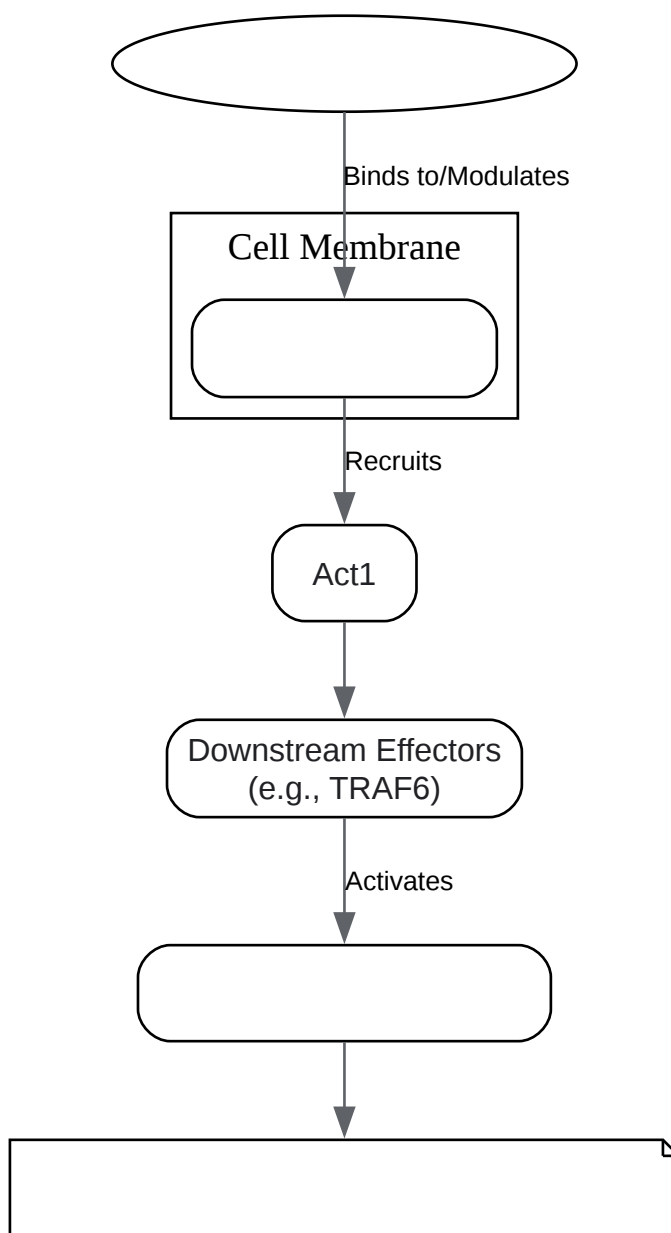 Binds to/Modulates
Cell Membrane
Recruits
Act1
Downstream Effectors
(e.g., TRAF6)
Activates